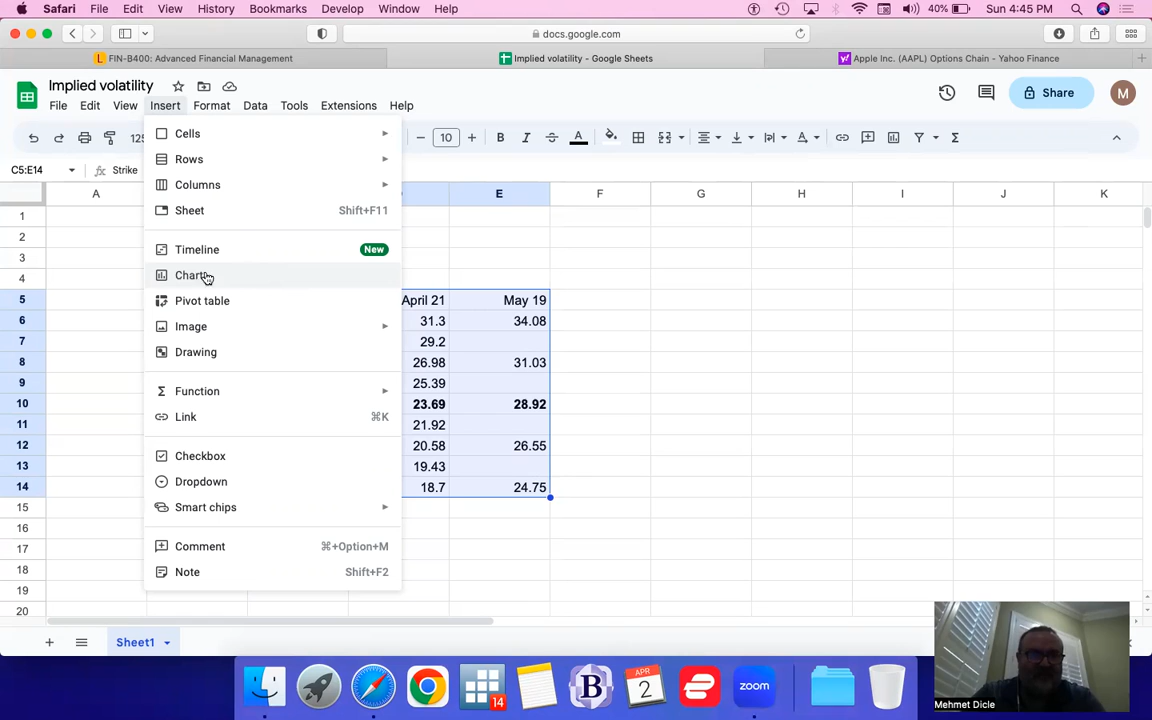 Safari File Edit View History Bookmarks Develop Window Help 40% Sun 4:45 PM
docs.google.com
FIN-B400: Advanced Financial Management
Implied volatility - Google Sheets
Apple Inc. (AAPL) Options Chain - Yahoo Finance
Implied volatility
File Edit View Insert Format Data Tools Extensions Help
Share
M
10
C5:E14 fx Strike
A E F G H I J K
1
2
3
4
5 April 21 May 19
6 31.3 34.08
7 29.2
8 26.98 31.03
9 25.39
10 23.69 28.92
11 21.92
12 20.58 26.55
13 19.43
14 18.7 24.75
15
16
17
18
19
20
Cells
Rows
Columns
Sheet Shift+F11
Timeline New
Chart
Pivot table
Image
Drawing
Function
Link ⌘K
Checkbox
Dropdown
Smart chips
Comment ⌘+Option+M
Note Shift+F2
Sheet1
Mehmet Dicle
14
B
APR
2
zoom